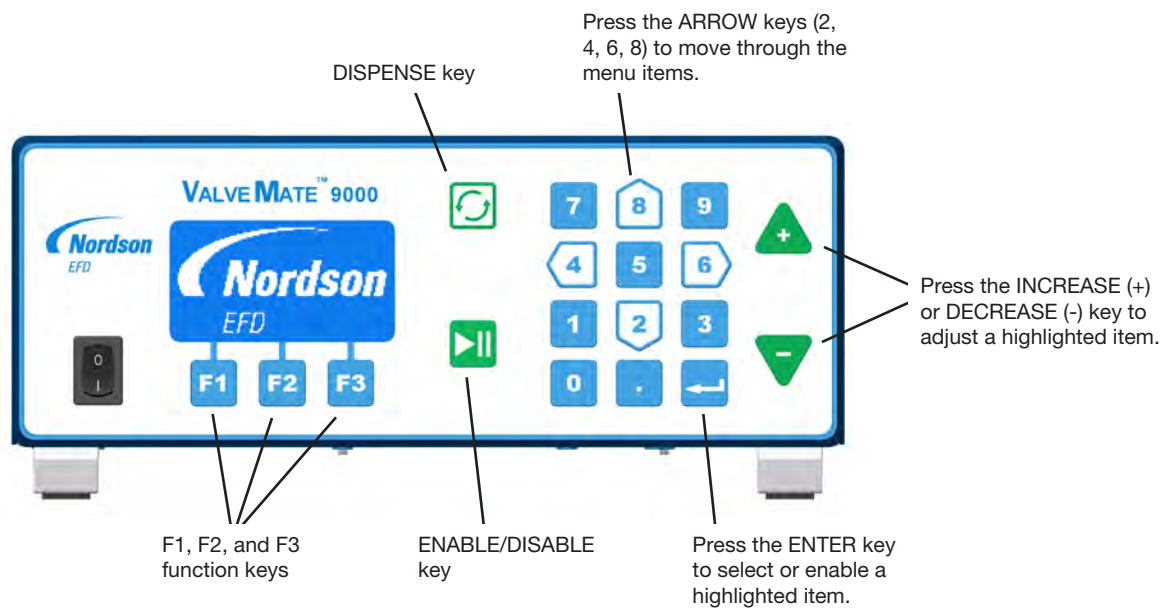 Press the ARROW keys (2,
4, 6, 8) to move through the
menu items.
DISPENSE key
VALVEMATE™ 9000
Nordson
EFD
Nordson
EFD
7
8
9
4
5
6
1
2
3
0
.
+
-
0
I
F1
F2
F3
Press the INCREASE (+)
or DECREASE (-) key to
adjust a highlighted item.
F1, F2, and F3
function keys
ENABLE/DISABLE
key
Press the ENTER key
to select or enable a
highlighted item.